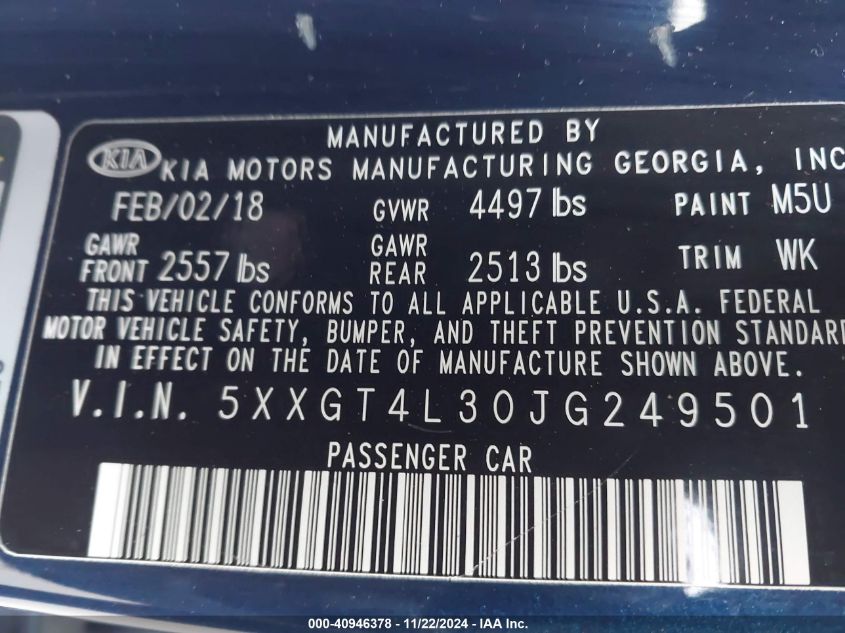 MANUFACTURED BY
KIA KIA MOTORS MANUFACTURING GEORGIA, INC
FEB/02/18 GVWR 4497 lbs PAINT M5U
GAWR FRONT 2557 lbs GAWR REAR 2513 lbs TRIM WK
THIS VEHICLE CONFORMS TO ALL APPLICABLE U.S.A. FEDERAL
MOTOR VEHICLE SAFETY, BUMPER, AND THEFT PREVENTION STANDARD
IN EFFECT ON THE DATE OF MANUFACTURE SHOWN ABOVE.
V.I.N. 5XXGT4L30JG249501
PASSENGER CAR
000-40946378 - 11/22/2024 - IAA Inc.